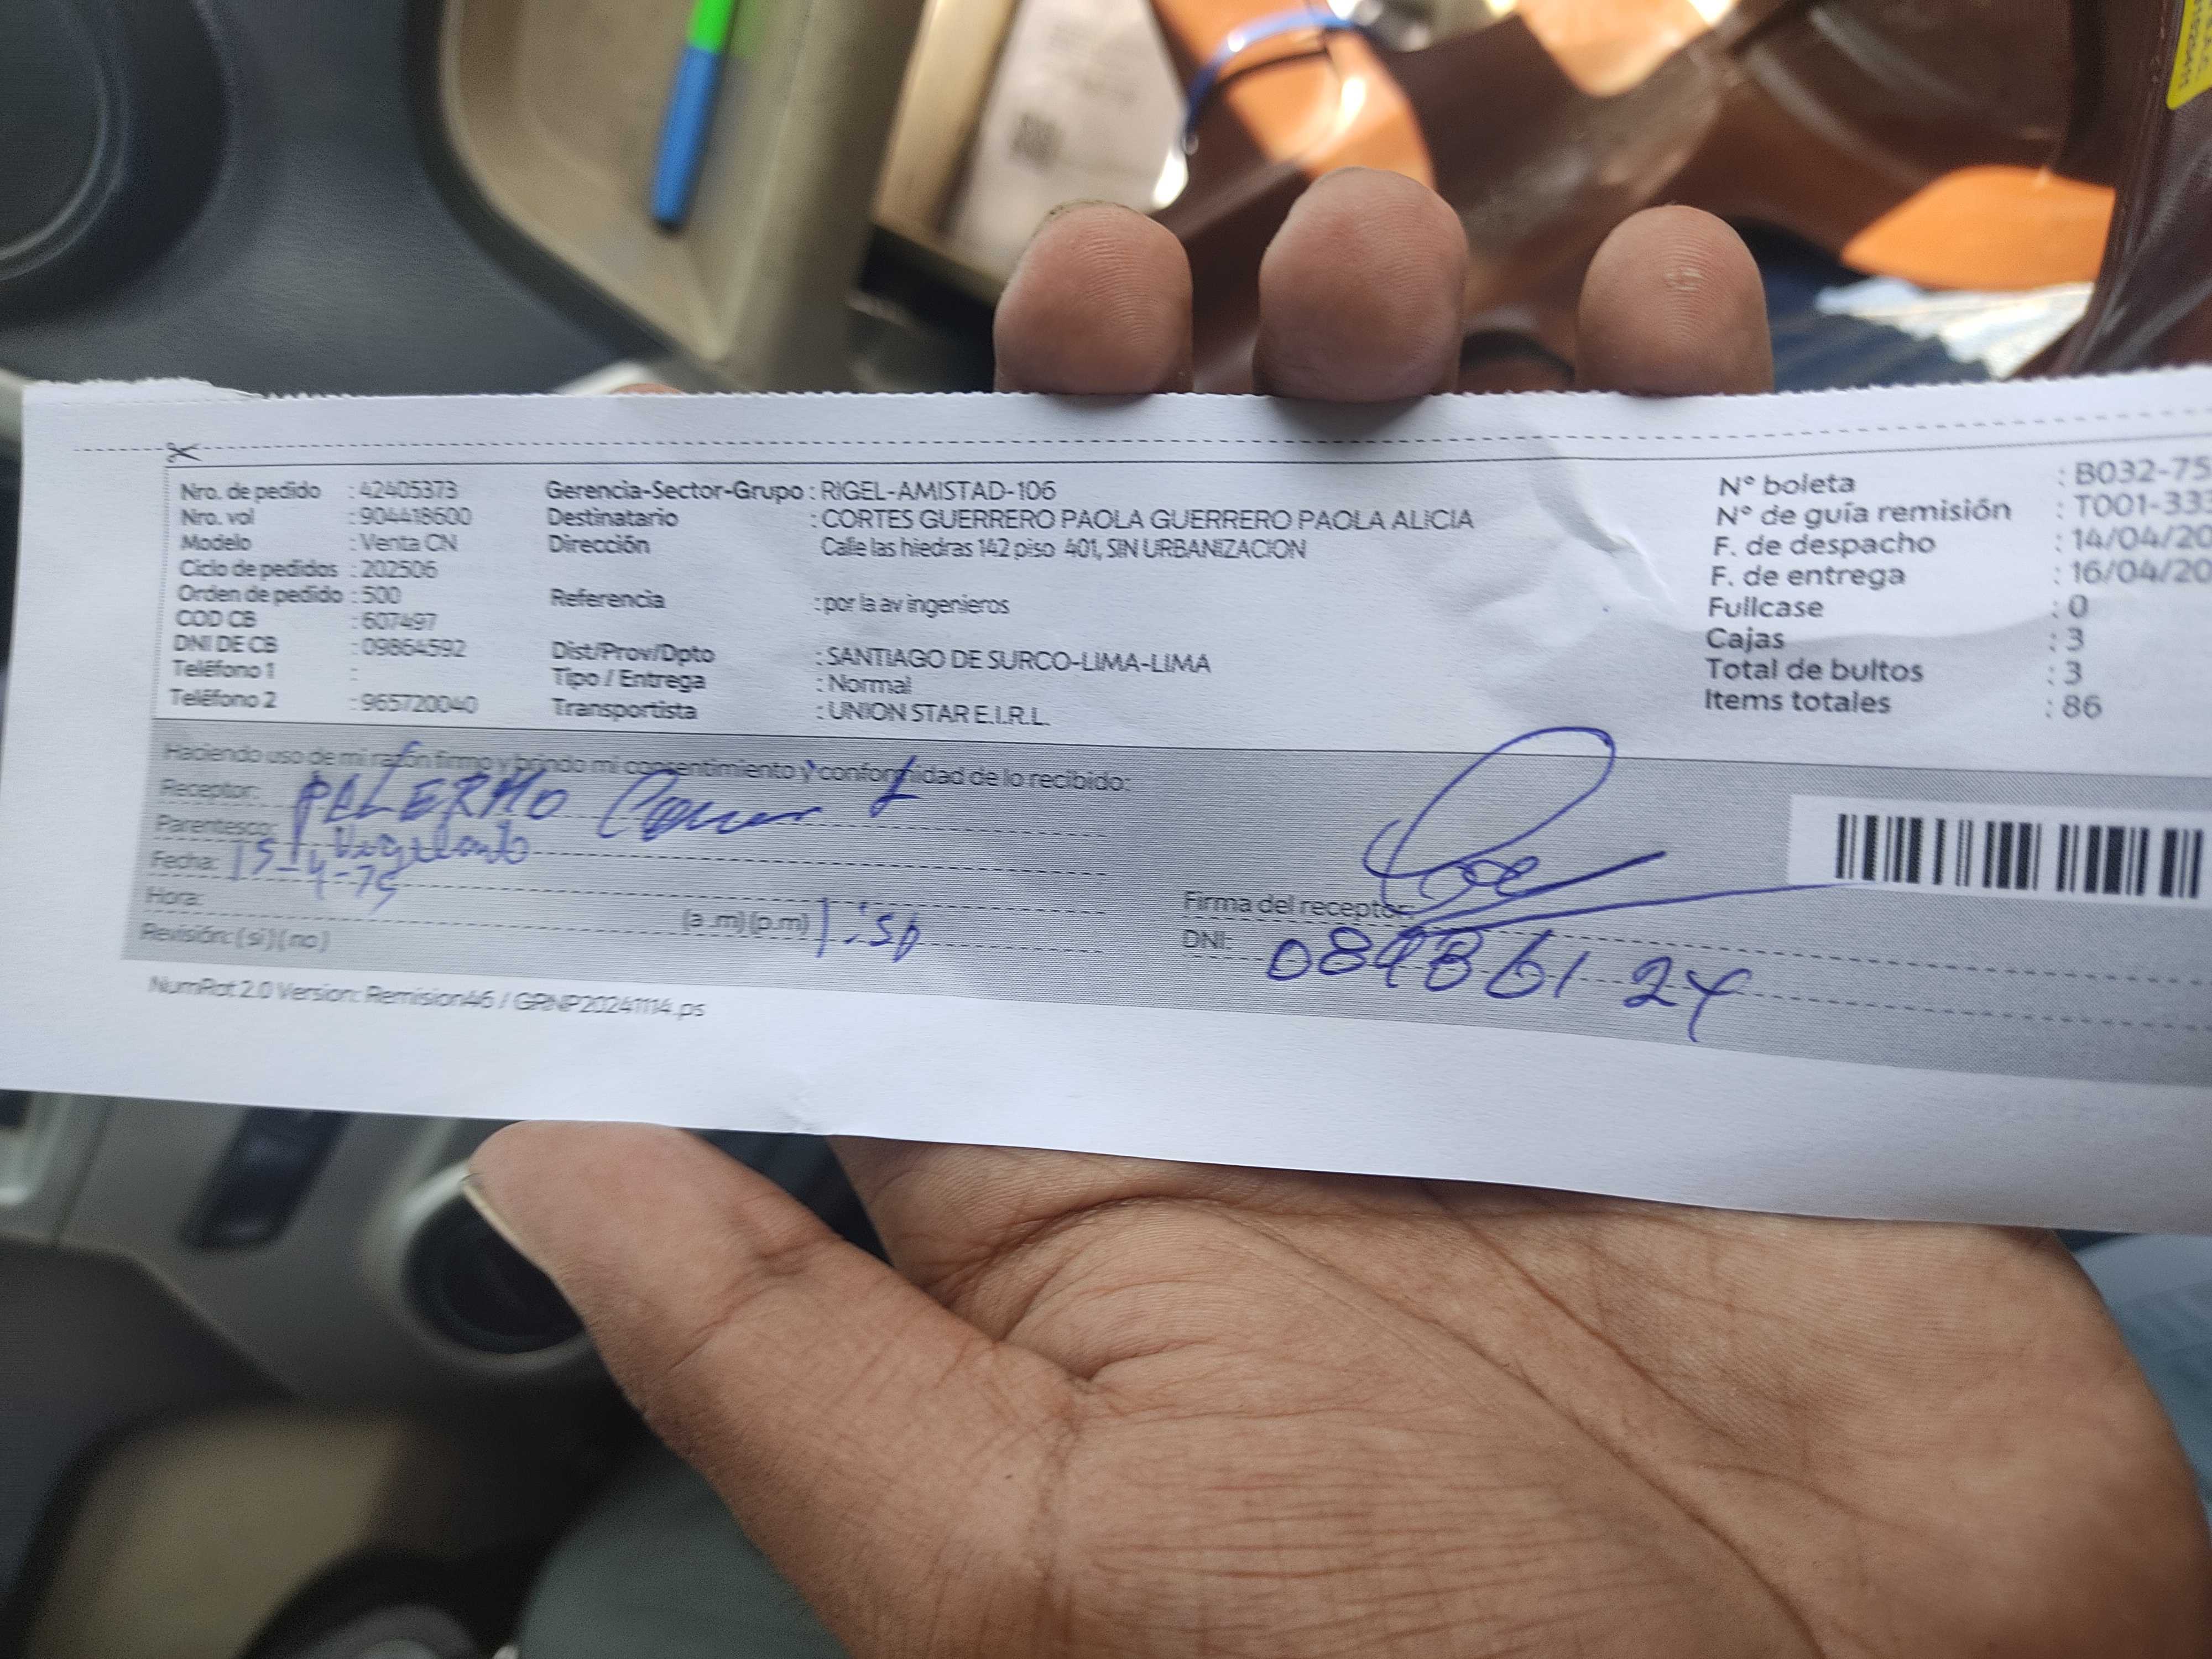 Nro. de pedido : 42405373 Gerencia-Sector-Grupo : RIGEL-AMISTAD-106 N° boleta : B032-75
Nro. vol : 904418600 Destinatario : CORTES GUERRERO PAOLA GUERRERO PAOLA ALICIA N° de guía remisión : T001-333
Modelo : Venta CN Dirección Calle las hiedras 142 piso 401, SIN URBANIZACION F. de despacho : 14/04/20
Ciclo de pedidos : 202506 F. de entrega : 16/04/20
Orden de pedido : 500 Referencia : por la av ingenieros Fullcase : 0
COD CB : 607497 Cajas : 3
DNI DE CB : 09864592 Dist/Prov/Dpto : SANTIAGO DE SURCO-LIMA-LIMA Total de bultos : 3
Teléfono 1 : Tipo / Entrega : Normal Items totales : 86
Teléfono 2 : 965720040 Transportista : UNION STAR E.I.R.L.
Haciendo uso de mi razón firmo y brindo mi consentimiento y conformidad de lo recibido:
Receptor: PALERMO
Parentesco:
Fecha: 15-4-
Hora: (a.m)(p.m) Firma del receptor:
Revisión: (si)(no) DNI:
NumRot 2.0 Version: Remision46 / GRNP20241114.ps